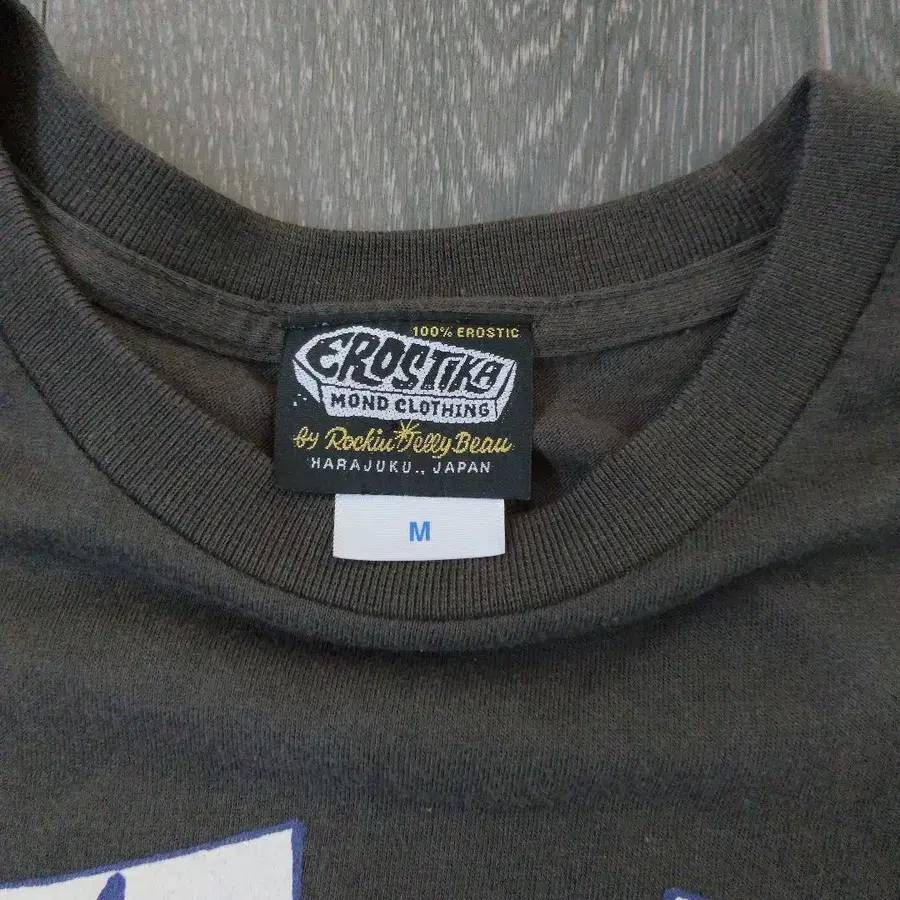 100% EROSTIC
EROSTIKA
MOND CLOTHING
by Rockin Jelly Bean
HARAJUKU., JAPAN
M